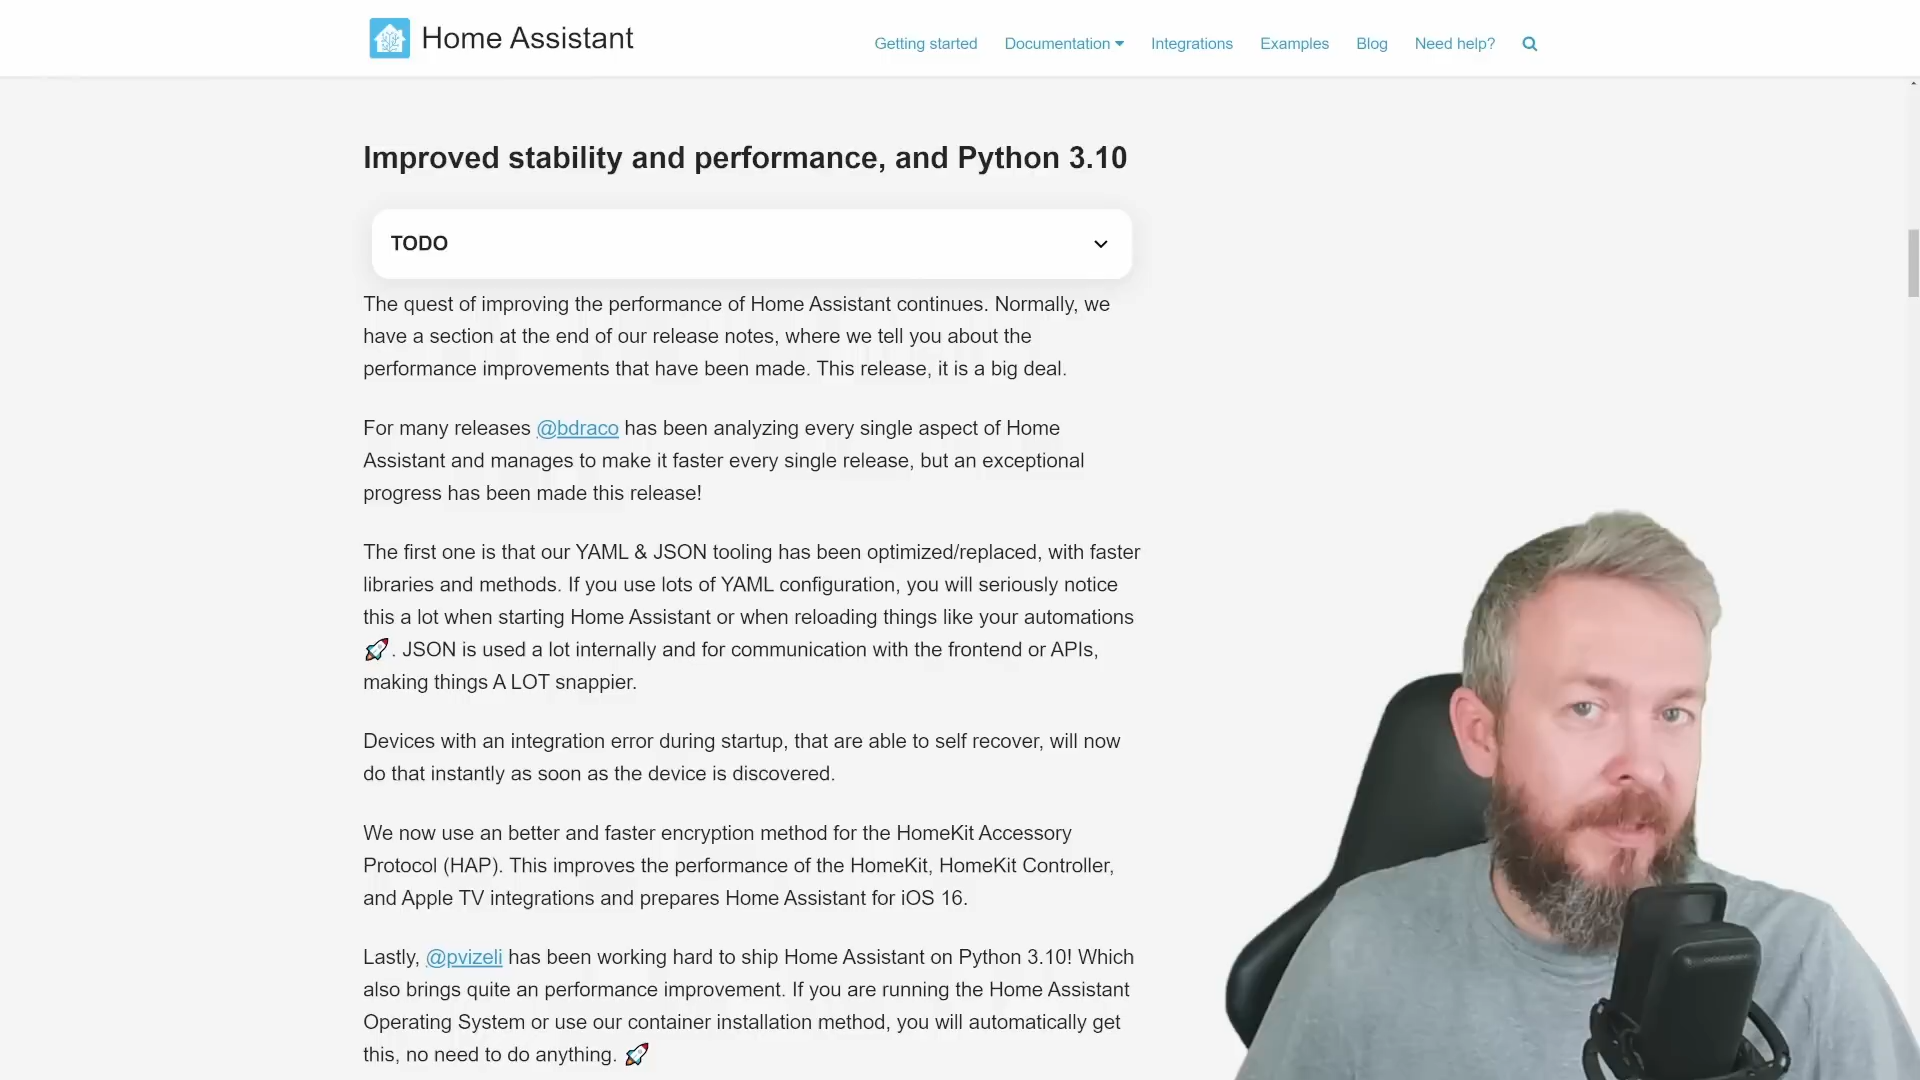 Home Assistant
Getting started Documentation Integrations Examples Blog Need help?
Improved stability and performance, and Python 3.10
TODO
The quest of improving the performance of Home Assistant continues. Normally, we
have a section at the end of our release notes, where we tell you about the
performance improvements that have been made. This release, it is a big deal.
For many releases @bdraco has been analyzing every single aspect of Home
Assistant and manages to make it faster every single release, but an exceptional
progress has been made this release!
The first one is that our YAML & JSON tooling has been optimized/replaced, with faster
libraries and methods. If you use lots of YAML configuration, you will seriously notice
this a lot when starting Home Assistant or when reloading things like your automations
🚀. JSON is used a lot internally and for communication with the frontend or APIs,
making things A LOT snappier.
Devices with an integration error during startup, that are able to self recover, will now
do that instantly as soon as the device is discovered.
We now use an better and faster encryption method for the HomeKit Accessory
Protocol (HAP). This improves the performance of the HomeKit, HomeKit Controller,
and Apple TV integrations and prepares Home Assistant for iOS 16.
Lastly, @pvizeli has been working hard to ship Home Assistant on Python 3.10! Which
also brings quite an performance improvement. If you are running the Home Assistant
Operating System or use our container installation method, you will automatically get
this, no need to do anything. 🚀